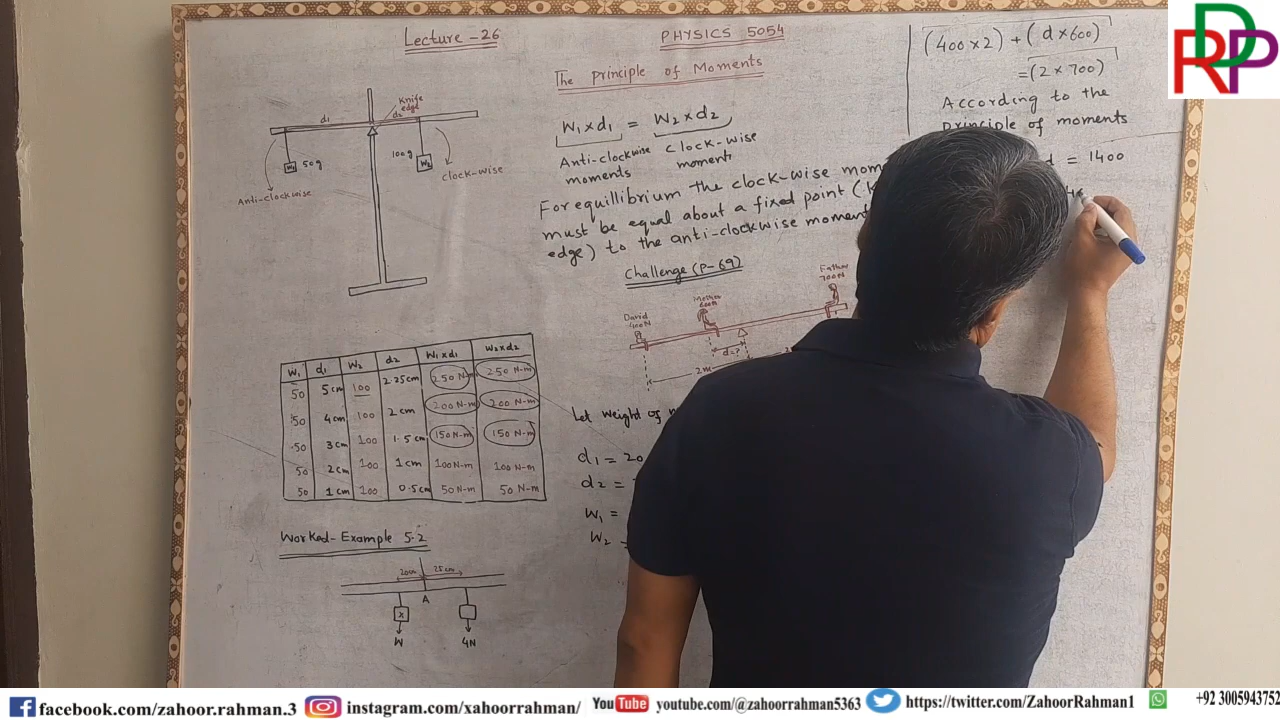 Lecture -26
PHYSICS 5054
The principle of Moments
W₁ x d₁ = W₂ x d₂
Anti-clockwise moments
Clock-wise moments
For equillibrium the clock-wise mom
must be equal about a fixed point (K
edge) to the anti-clockwise moment
Knife edge
d₁
d₂
W₁
50g
100g
W₂
Anti-clockwise
clock-wise
Challenge (P-69)
David
400N
Mother
600N
Father
700N
d=?
2m
W₁ d₁ W₂ d₂ W₁xd₁ W₂xd₂
50 5cm 100 2.25cm 250 N-m 250 N-m
50 4cm 100 2cm 200 N-m 200 N-m
50 3cm 100 1.5cm 150 N-m 150 N-m
50 2cm 100 1cm 100 N-m 100 N-m
50 1cm 100 0.5cm 50 N-m 50 N-m
Worked-Example 5.2
20cm
25cm
A
X
W
4N
Let weight of
d₁ = 20
d₂ =
W₁ =
W₂ =
(400 x 2) + (d x 600)
= (2 x 700)
According to the
principle of moments
d = 1400
RDDP
facebook.com/zahoor.rahman.3
instagram.com/xahoorrahman/
YouTube youtube.com/@zahoorrahman5363
https://twitter.com/ZahoorRahman1
+92 3005943752